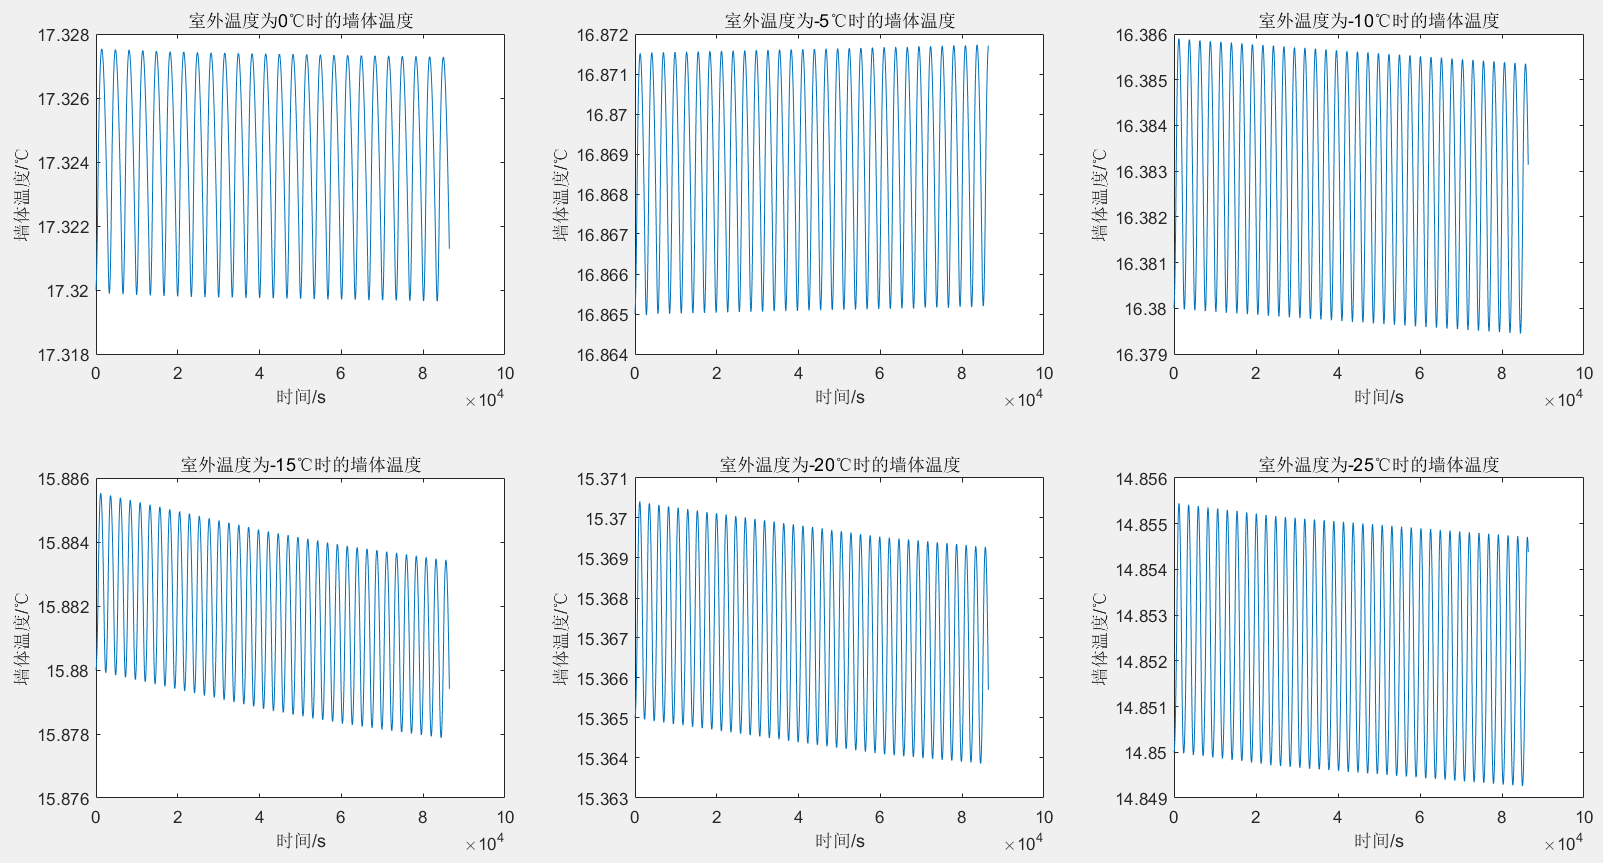 室外温度为0℃时的墙体温度
17.328
17.326
17.324
17.322
17.32
17.318
墙体温度/℃
0 2 4 6 8 10
时间/s
×10⁴
室外温度为-5℃时的墙体温度
16.872
16.871
16.87
16.869
16.868
16.867
16.866
16.865
16.864
墙体温度/℃
0 2 4 6 8 10
时间/s
×10⁴
室外温度为-10℃时的墙体温度
16.386
16.385
16.384
16.383
16.382
16.381
16.38
16.379
墙体温度/℃
0 2 4 6 8 10
时间/s
×10⁴
室外温度为-15℃时的墙体温度
15.886
15.884
15.882
15.88
15.878
15.876
墙体温度/℃
0 2 4 6 8 10
时间/s
×10⁴
室外温度为-20℃时的墙体温度
15.371
15.37
15.369
15.368
15.367
15.366
15.365
15.364
15.363
墙体温度/℃
0 2 4 6 8 10
时间/s
×10⁴
室外温度为-25℃时的墙体温度
14.856
14.855
14.854
14.853
14.852
14.851
14.85
14.849
墙体温度/℃
0 2 4 6 8 10
时间/s
×10⁴